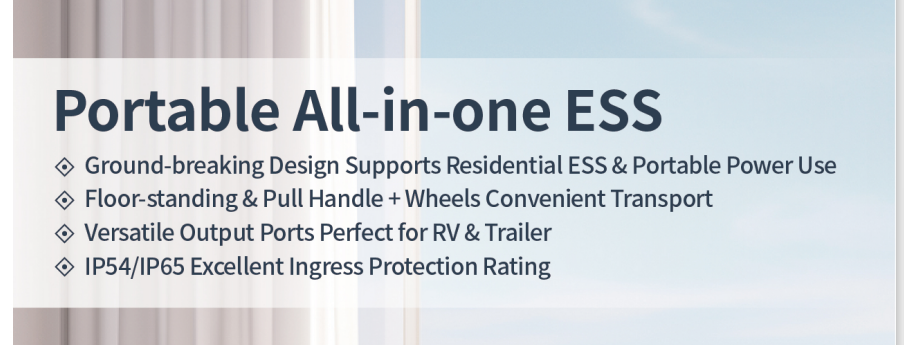 Portable All-in-one ESS
Ground-breaking Design Supports Residential ESS & Portable Power Use
Floor-standing & Pull Handle + Wheels Convenient Transport
Versatile Output Ports Perfect for RV & Trailer
IP54/IP65 Excellent Ingress Protection Rating